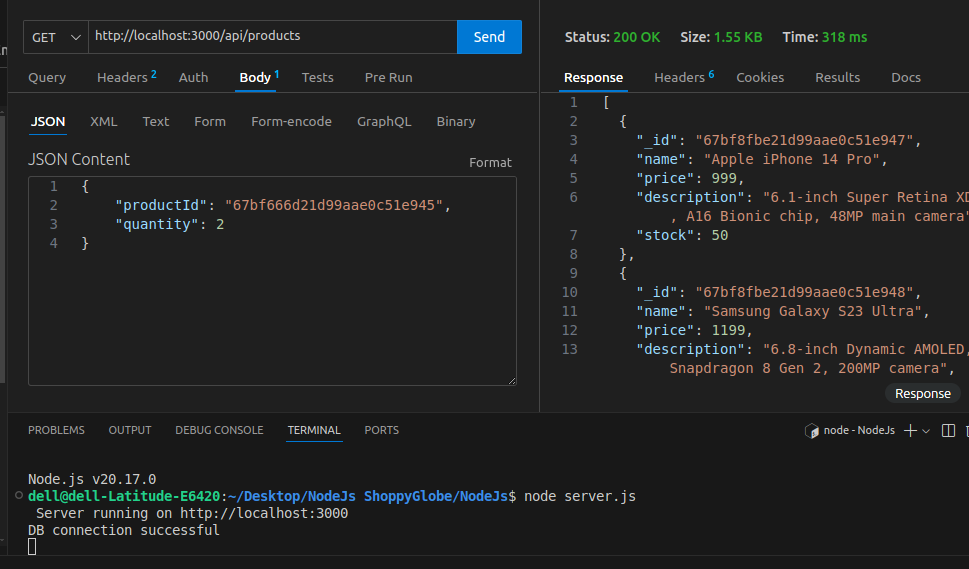 GET http://localhost:3000/api/products Send
Query Headers 2 Auth Body 1 Tests Pre Run
JSON XML Text Form Form-encode GraphQL Binary
JSON Content Format
1 {
2 "productId": "67bf666d21d99aae0c51e945",
3 "quantity": 2
4 }
Status: 200 OK Size: 1.55 KB Time: 318 ms
Response Headers 6 Cookies Results Docs
1 [
2 {
3 "_id": "67bf8fbe21d99aae0c51e947",
4 "name": "Apple iPhone 14 Pro",
5 "price": 999,
6 "description": "6.1-inch Super Retina XD
, A16 Bionic chip, 48MP main camera"
7 "stock": 50
8 },
9 {
10 "_id": "67bf8fbe21d99aae0c51e948",
11 "name": "Samsung Galaxy S23 Ultra",
12 "price": 1199,
13 "description": "6.8-inch Dynamic AMOLED,
Snapdragon 8 Gen 2, 200MP camera",
Response
PROBLEMS OUTPUT DEBUG CONSOLE TERMINAL PORTS node - NodeJs
Node.js v20.17.0
dell@dell-Latitude-E6420:~/Desktop/NodeJs ShoppyGlobe/NodeJs$ node server.js
Server running on http://localhost:3000
DB connection successful